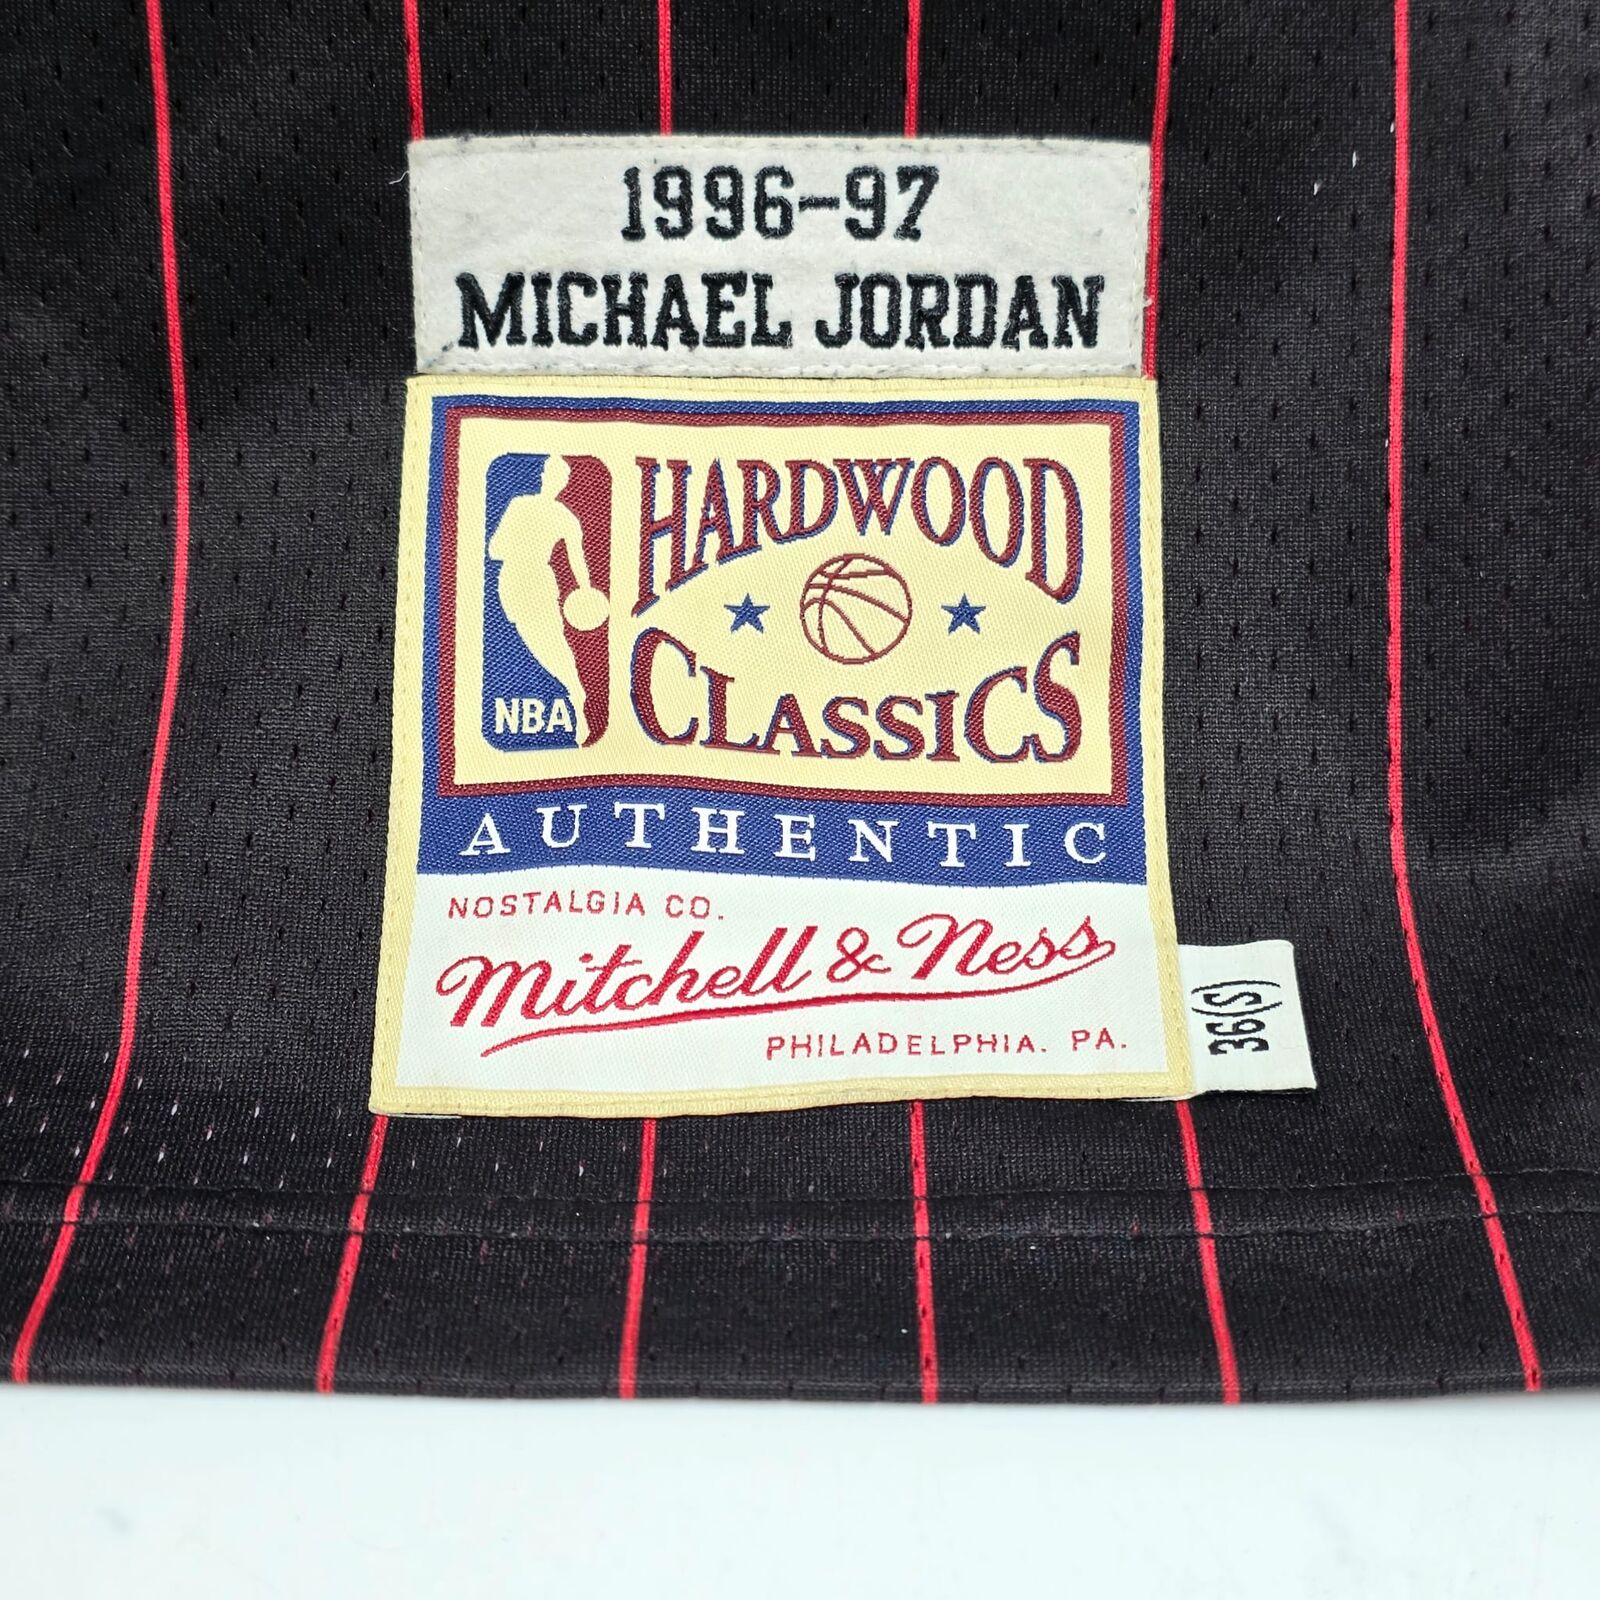 1996-97
MICHAEL JORDAN
HARDWOOD
CLASSICS
NBA
AUTHENTIC
NOSTALGIA CO.
Mitchell & Ness
PHILADELPHIA. PA.
36(S)